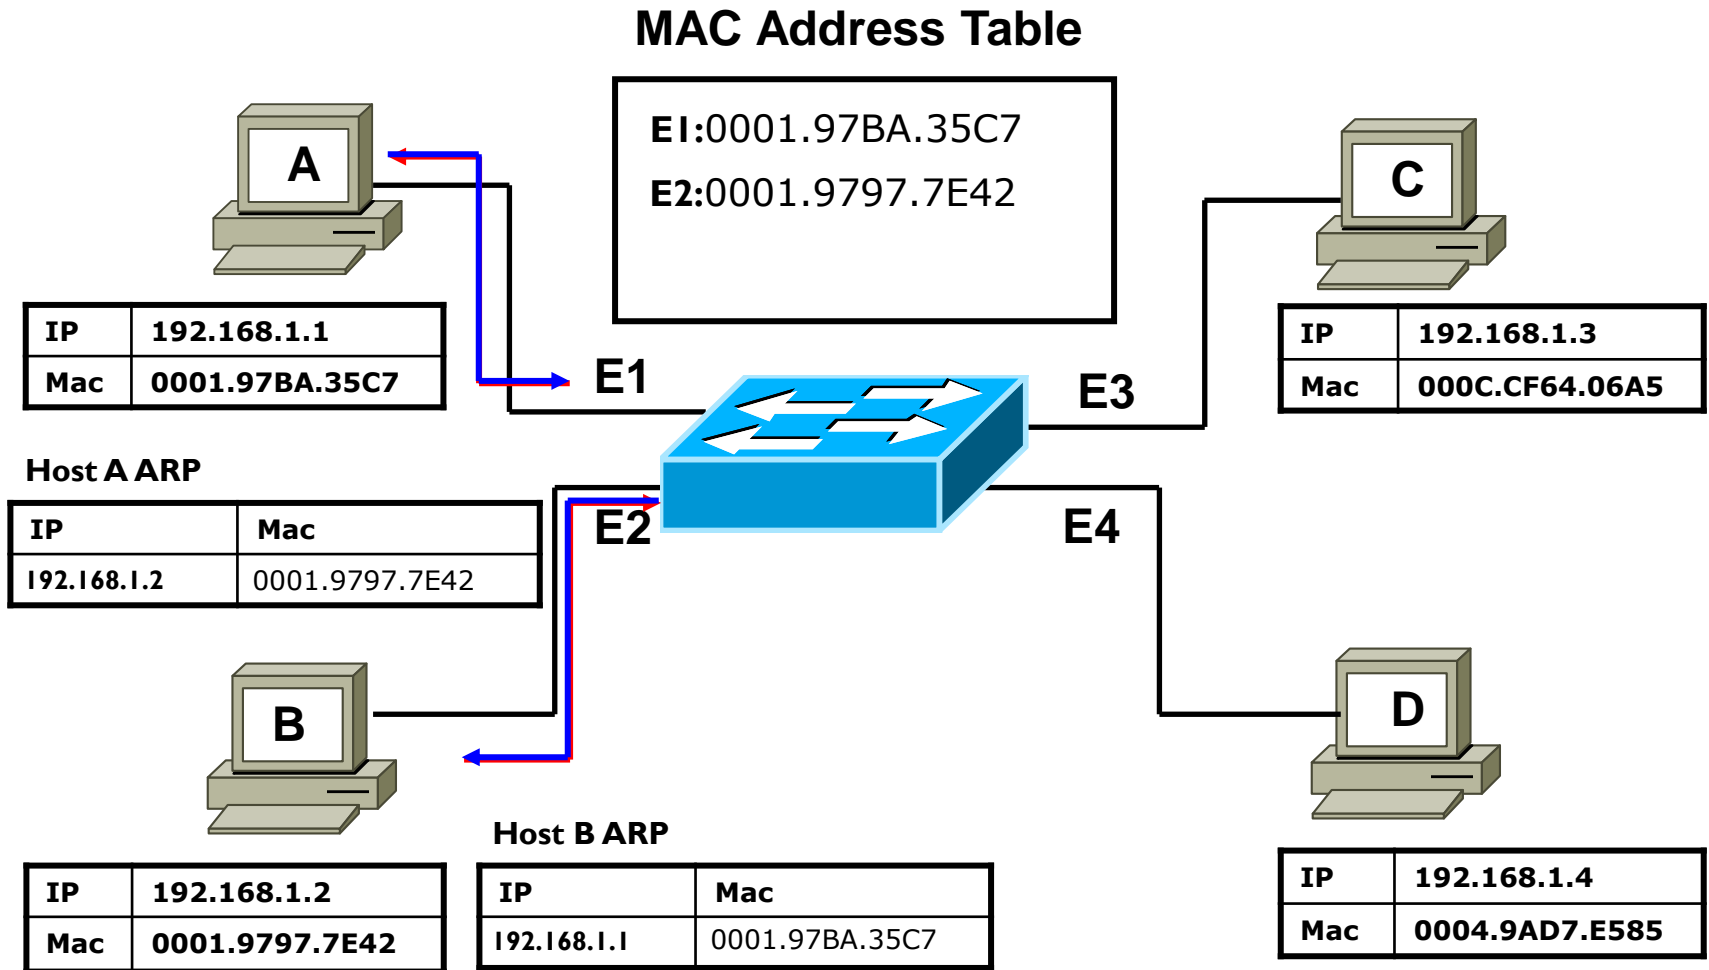 MAC Address Table
E1:0001.97BA.35C7
E2:0001.9797.7E42
A
C
IP 192.168.1.1
Mac 0001.97BA.35C7
IP 192.168.1.3
Mac 000C.CF64.06A5
E1
E3
Host A ARP
IP Mac
192.168.1.2 0001.9797.7E42
E2
E4
B
D
IP 192.168.1.2
Mac 0001.9797.7E42
Host B ARP
IP Mac
192.168.1.1 0001.97BA.35C7
IP 192.168.1.4
Mac 0004.9AD7.E585